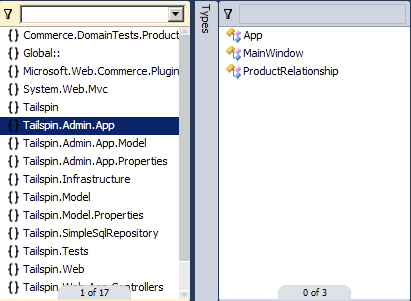 Commerce.DomainTests.Product
Global::
Microsoft.Web.Commerce.Plugin
System.Web.Mvc
Tailspin
Tailspin.Admin.App
Tailspin.Admin.App.Model
Tailspin.Admin.App.Properties
Tailspin.Infrastructure
Tailspin.Model
Tailspin.Model.Properties
Tailspin.SimpleSqlRepository
Tailspin.Tests
Tailspin.Web
Tailspin.Web.App.Controllers
1 of 17
Types
App
MainWindow
ProductRelationship
0 of 3